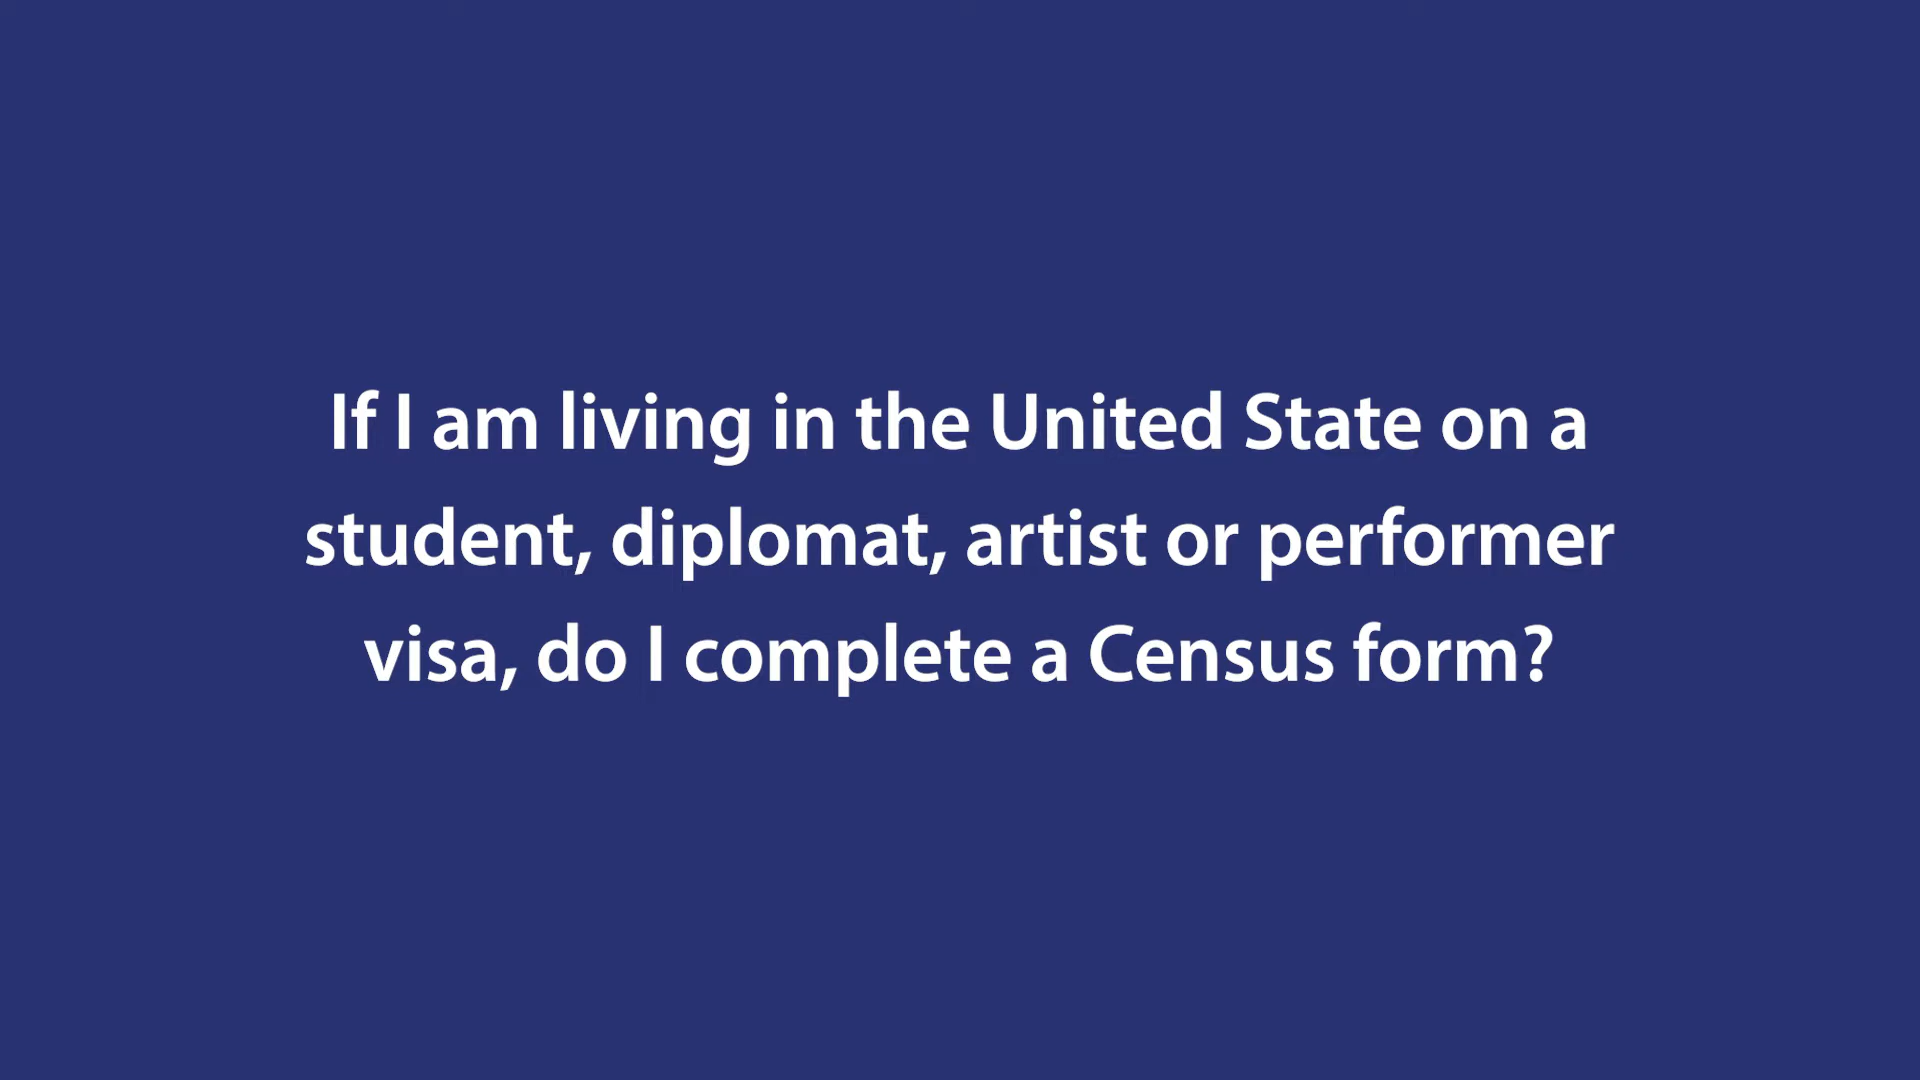 If I am living in the United State on a
student, diplomat, artist or performer
visa, do I complete a Census form?